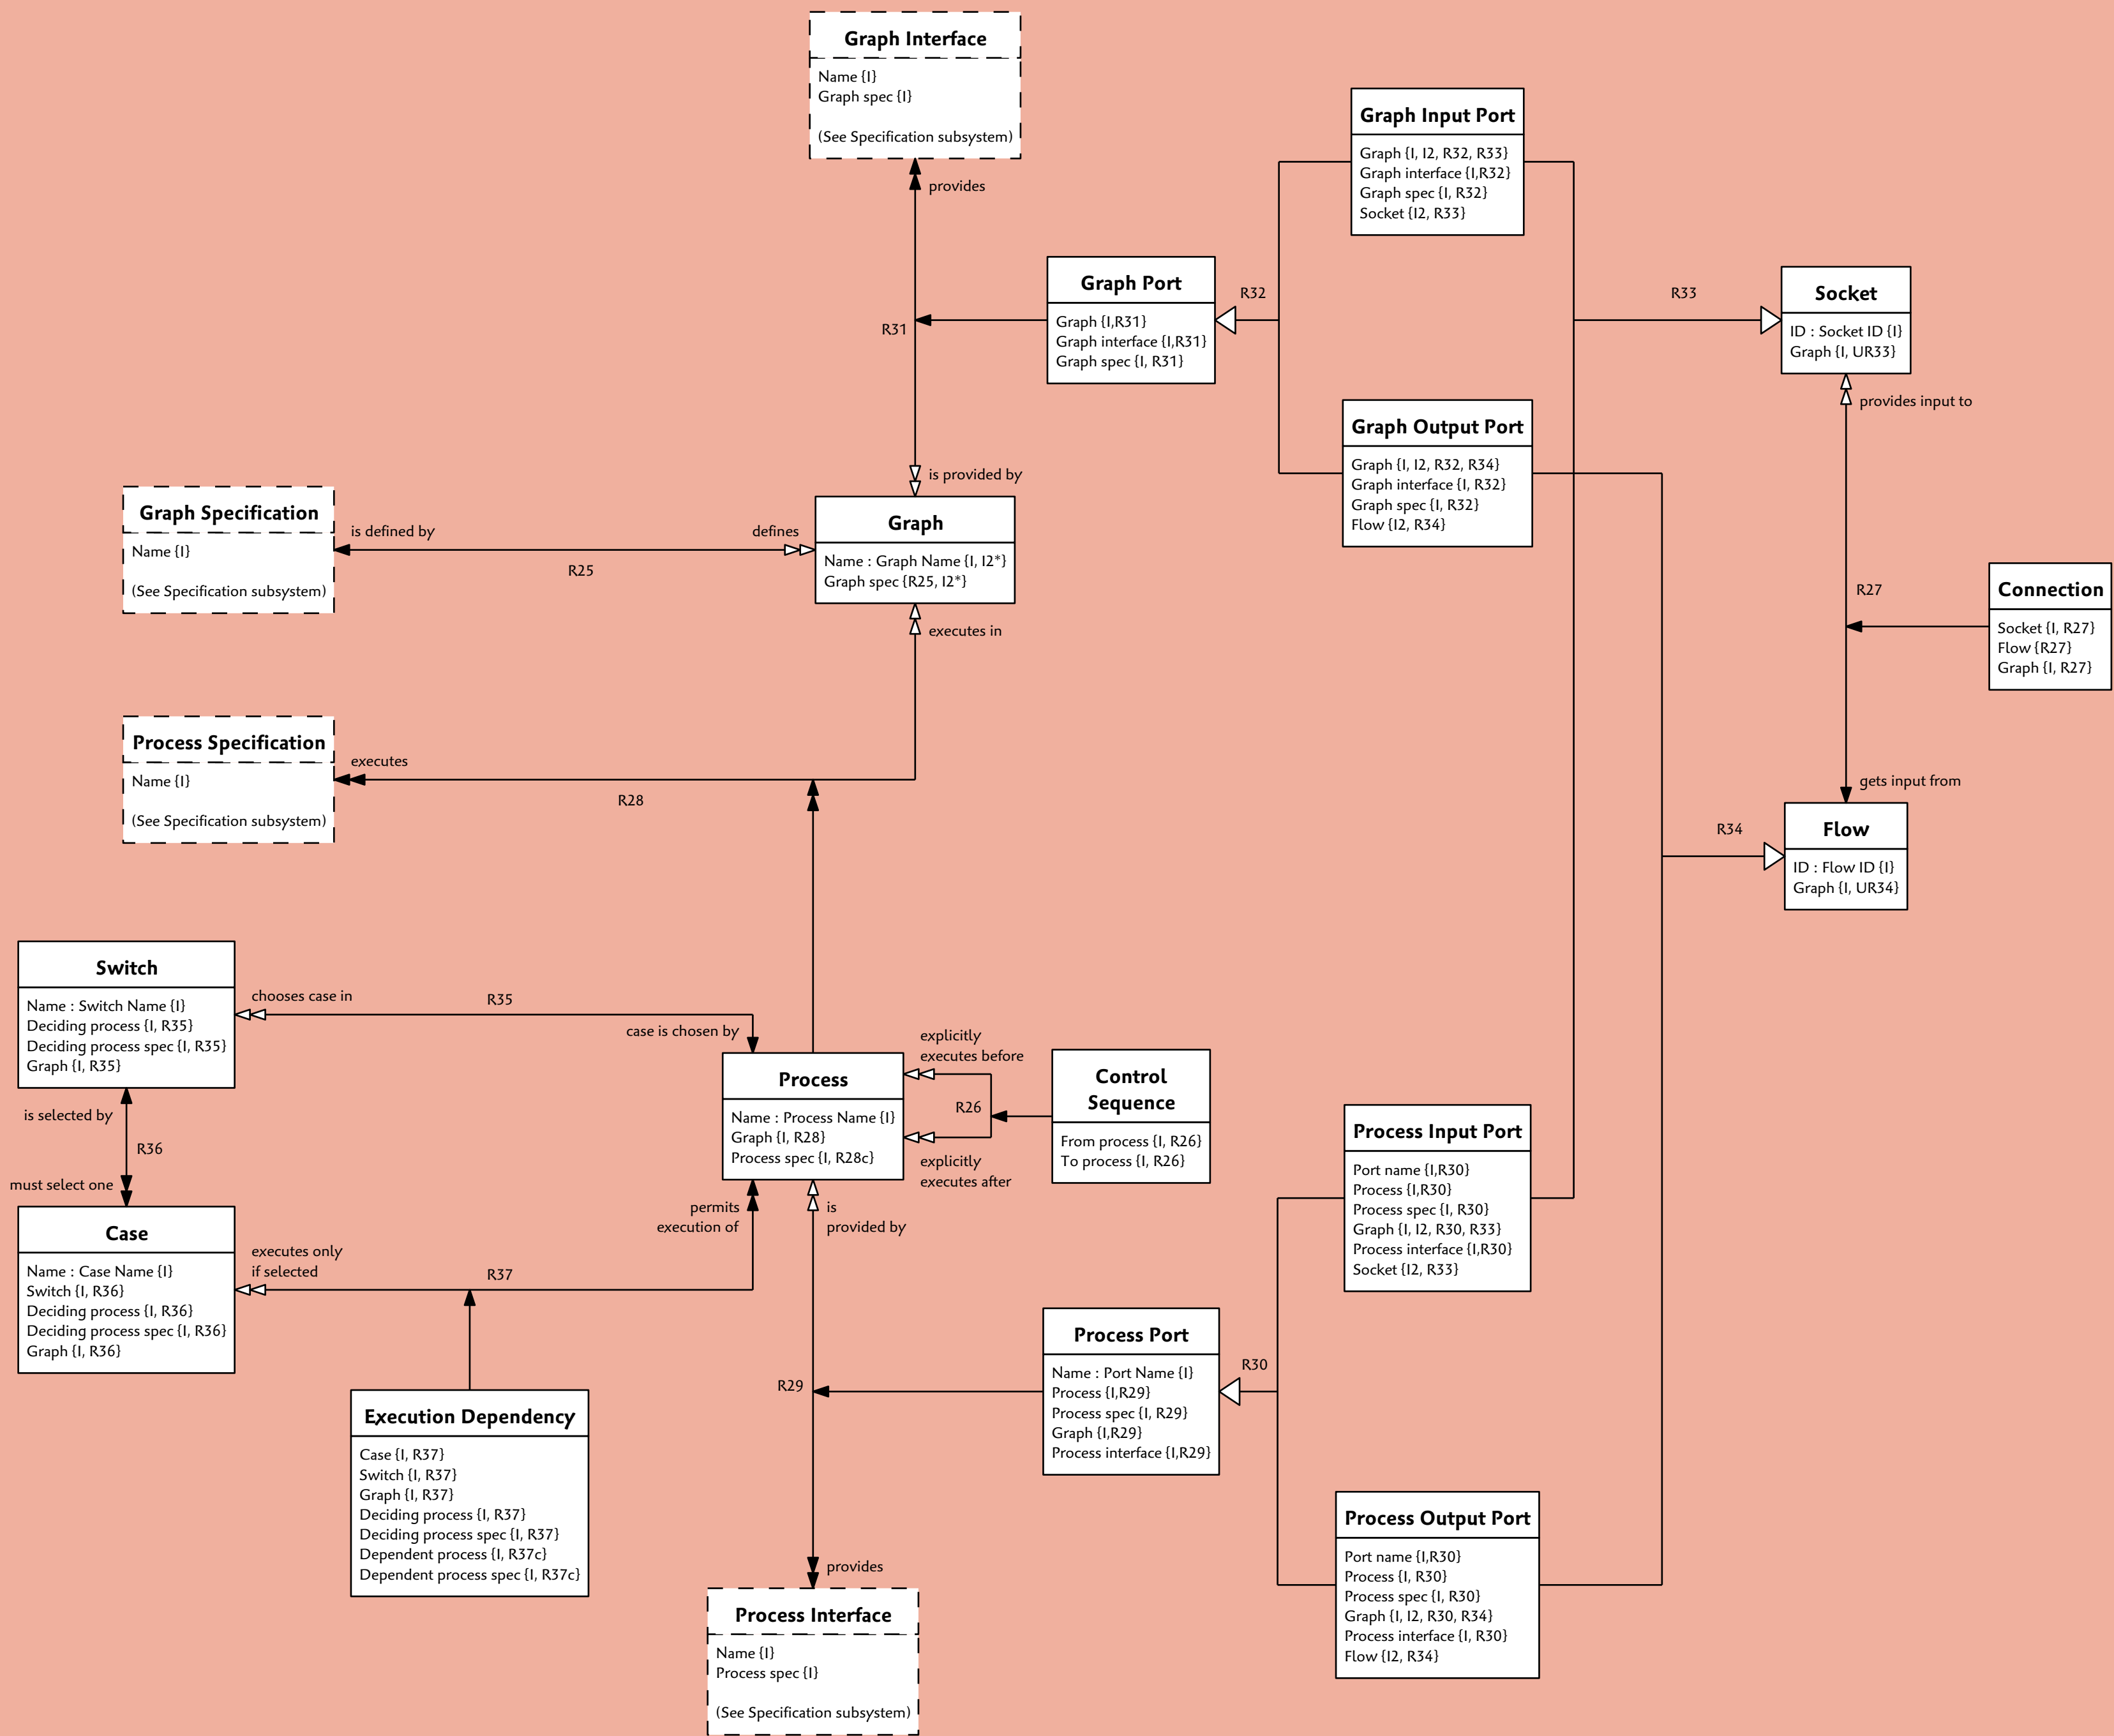 Graph Interface
Name {I}
Graph spec {I}
(See Specification subsystem)
provides
R31
is provided by
Graph Port
Graph {I,R31}
Graph interface {I,R31}
Graph spec {I, R31}
R32
Graph Input Port
Graph {I, I2, R32, R33}
Graph interface {I,R32}
Graph spec {I, R32}
Socket {I2, R33}
R33
Socket
ID : Socket ID {I}
Graph {I, UR33}
provides input to
Graph Output Port
Graph {I, I2, R32, R34}
Graph interface {I, R32}
Graph spec {I, R32}
Flow {I2, R34}
R27
Connection
Socket {I, R27}
Flow {R27}
Graph {I, R27}
gets input from
R34
Flow
ID : Flow ID {I}
Graph {I, UR34}
Graph Specification
Name {I}
(See Specification subsystem)
is defined by
R25
defines
Graph
Name : Graph Name {I, I2*}
Graph spec {R25, I2*}
executes in
Process Specification
Name {I}
(See Specification subsystem)
executes
R28
Switch
Name : Switch Name {I}
Deciding process {I, R35}
Deciding process spec {I, R35}
Graph {I, R35}
chooses case in
R35
case is chosen by
Process
Name : Process Name {I}
Graph {I, R28}
Process spec {I, R28c}
explicitly
executes before
R26
explicitly
executes after
Control
Sequence
From process {I, R26}
To process {I, R26}
is selected by
R36
must select one
Case
Name : Case Name {I}
Switch {I, R36}
Deciding process {I, R36}
Deciding process spec {I, R36}
Graph {I, R36}
executes only
if selected
R37
permits
execution of
is
provided by
Execution Dependency
Case {I, R37}
Switch {I, R37}
Graph {I, R37}
Deciding process {I, R37}
Deciding process spec {I, R37}
Dependent process {I, R37c}
Dependent process spec {I, R37c}
R29
provides
Process Interface
Name {I}
Process spec {I}
(See Specification subsystem)
Process Port
Name : Port Name {I}
Process {I,R29}
Process spec {I, R29}
Graph {I,R29}
Process interface {I,R29}
R30
Process Input Port
Port name {I,R30}
Process {I,R30}
Process spec {I, R30}
Graph {I, I2, R30, R33}
Process interface {I,R30}
Socket {I2, R33}
Process Output Port
Port name {I,R30}
Process {I, R30}
Process spec {I, R30}
Graph {I, I2, R30, R34}
Process interface {I, R30}
Flow {I2, R34}